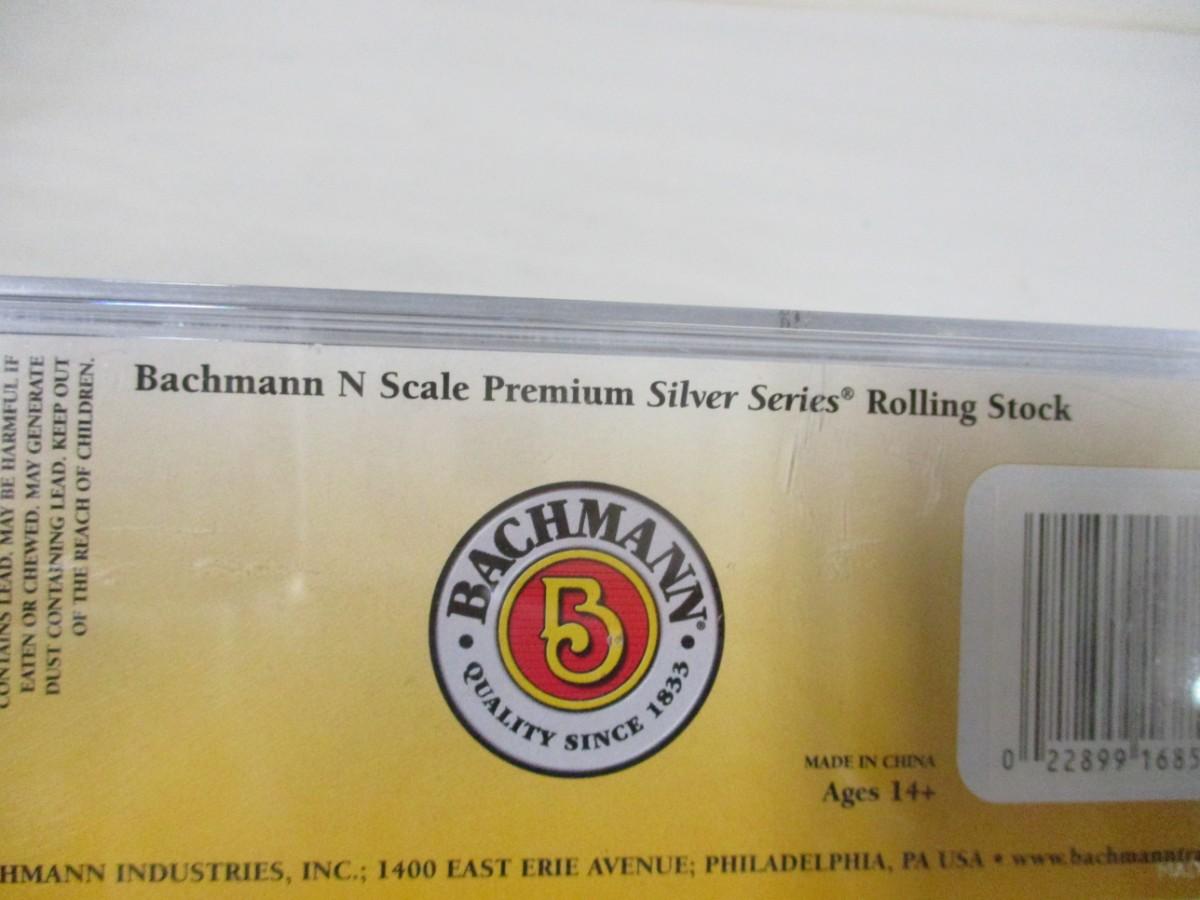 Bachmann N Scale Premium Silver Series® Rolling Stock
CONTAINS LEAD. MAY BE HARMFUL IF
EATEN OR CHEWED. MAY GENERATE
DUST CONTAINING LEAD. KEEP OUT
OF THE REACH OF CHILDREN.
BACHMANN®
B
• QUALITY SINCE 1833 •
MADE IN CHINA
Ages 14+
0 22899 1685
HMANN INDUSTRIES, INC.; 1400 EAST ERIE AVENUE; PHILADELPHIA, PA USA • www.bachmanntra